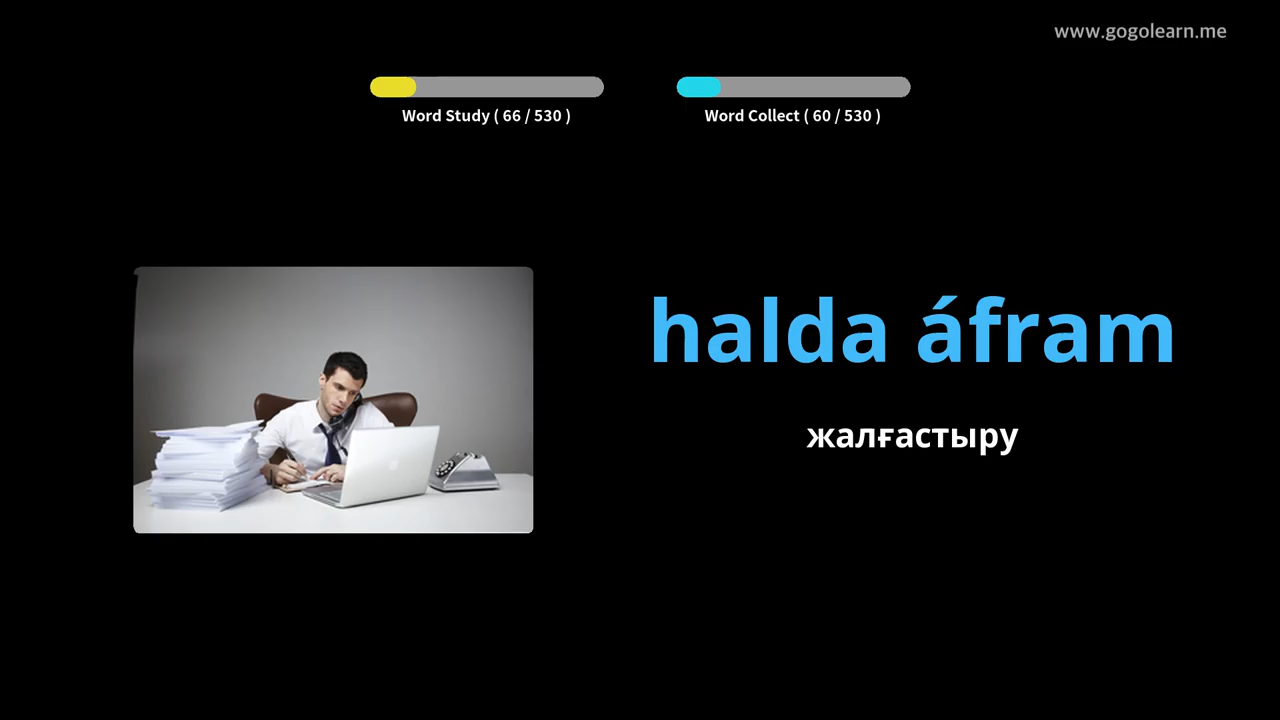 www.gogolearn.me
Word Study ( 66 / 530 )
Word Collect ( 60 / 530 )
halda áfram
жалғастыру